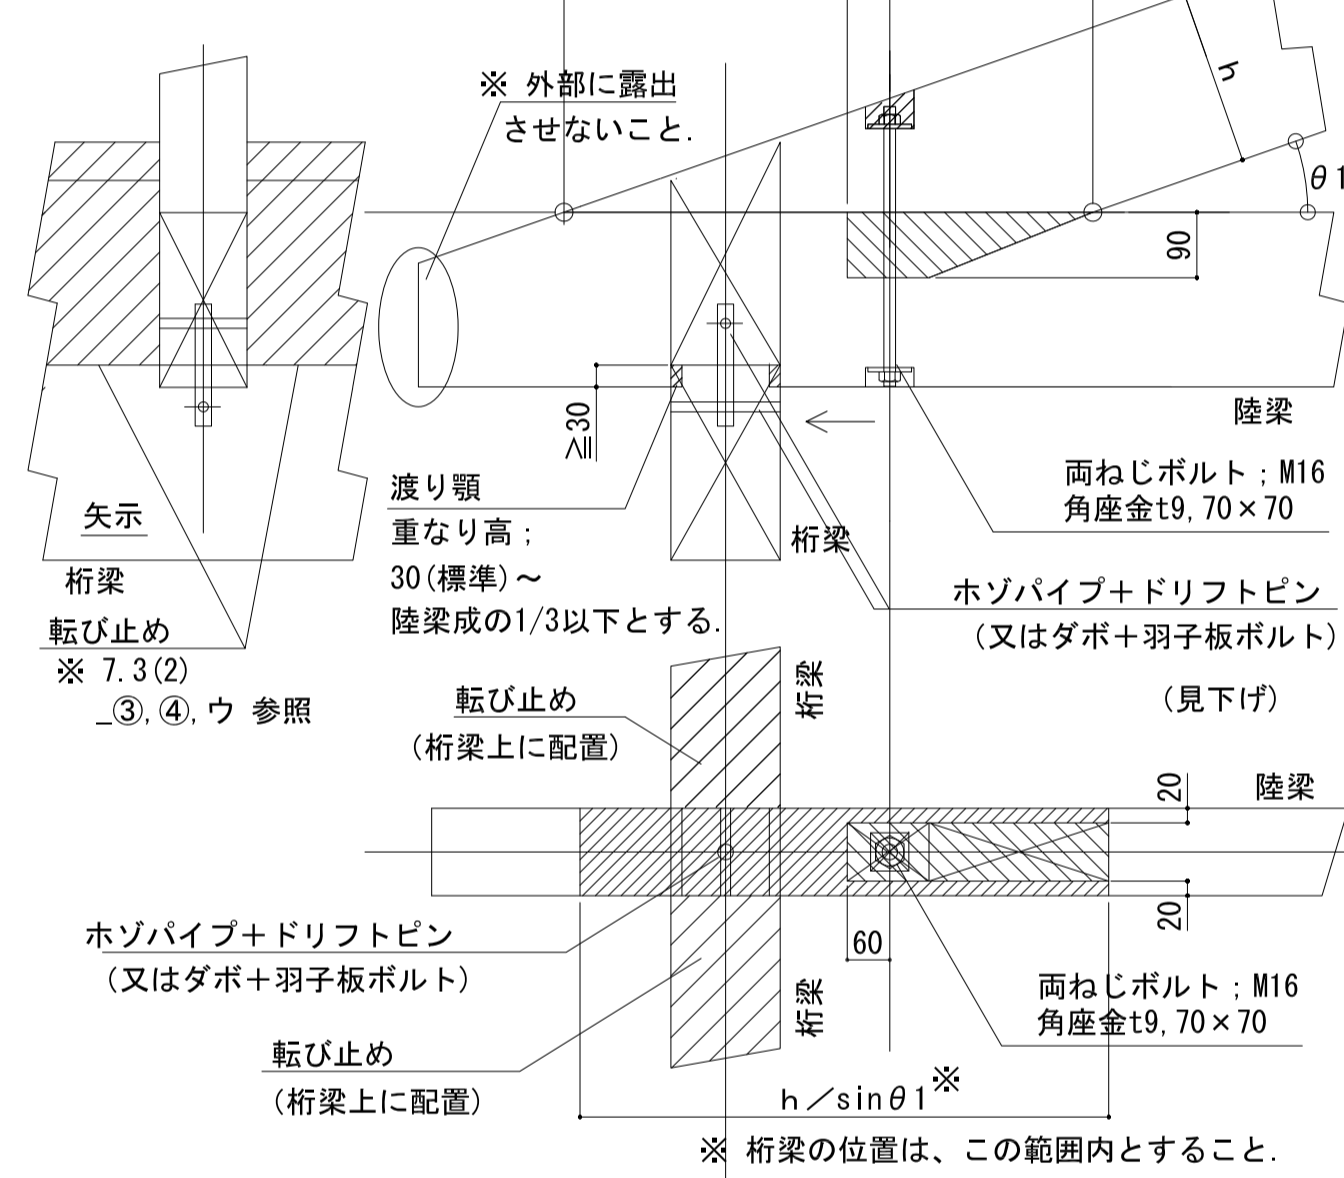 ※ 外部に露出
させないこと.
h
θ1
90
≧30
陸梁
両ねじボルト；M16
角座金t9,70×70
渡り顎
重なり高；
30(標準)～
陸梁成の1/3以下とする.
桁梁
矢示
桁梁
転び止め
※ 7.3(2)
_③,④,ウ 参照
ホゾパイプ＋ドリフトピン
(又はダボ＋羽子板ボルト)
(見下げ)
転び止め
(桁梁上に配置)
桁梁
20
陸梁
20
60
ホゾパイプ＋ドリフトピン
(又はダボ＋羽子板ボルト)
桁梁
両ねじボルト；M16
角座金t9,70×70
転び止め
(桁梁上に配置)
h／sinθ1※
※ 桁梁の位置は、この範囲内とすること.